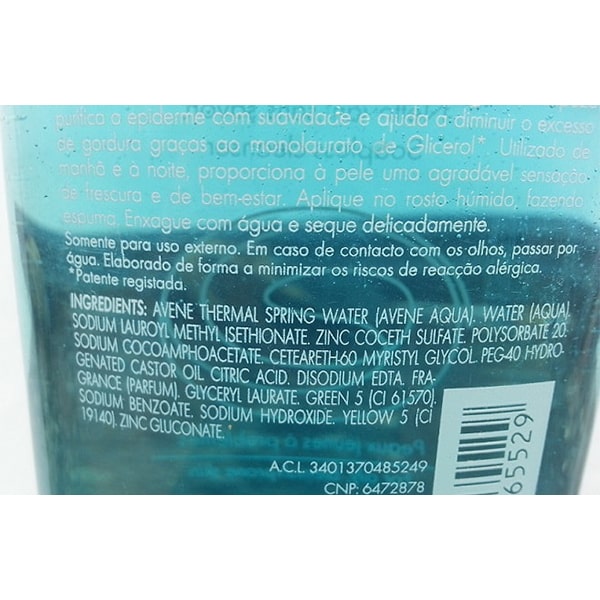 purifica a epiderme com suavidade e ajuda a diminuir o excesso
de gordura graças ao monolaurato de Glicerol*. Utilizado de
manhã e à noite, proporciona à pele uma agradável sensação
de frescura e de bem-estar. Aplique no rosto húmido, fazendo
espuma. Enxague com água e seque delicadamente.
Somente para uso externo. Em caso de contacto com os olhos, passar por
água. Elaborado de forma a minimizar os riscos de reacção alérgica.
*Patente registada.
INGREDIENTS: AVENE THERMAL SPRING WATER (AVENE AQUA). WATER (AQUA).
SODIUM LAUROYL METHYL ISETHIONATE. ZINC COCETH SULFATE. POLYSORBATE 20.
SODIUM COCOAMPHOACETATE. CETEARETH-60 MYRISTYL GLYCOL. PEG-40 HYDRO-
GENATED CASTOR OIL. CITRIC ACID. DISODIUM EDTA. FRA-
GRANCE (PARFUM). GLYCERYL LAURATE. GREEN 5 (CI 61570).
SODIUM BENZOATE. SODIUM HYDROXIDE. YELLOW 5 (CI
19140). ZINC GLUCONATE.
A.C.L. 3401370485249
CNP: 6472878
65529